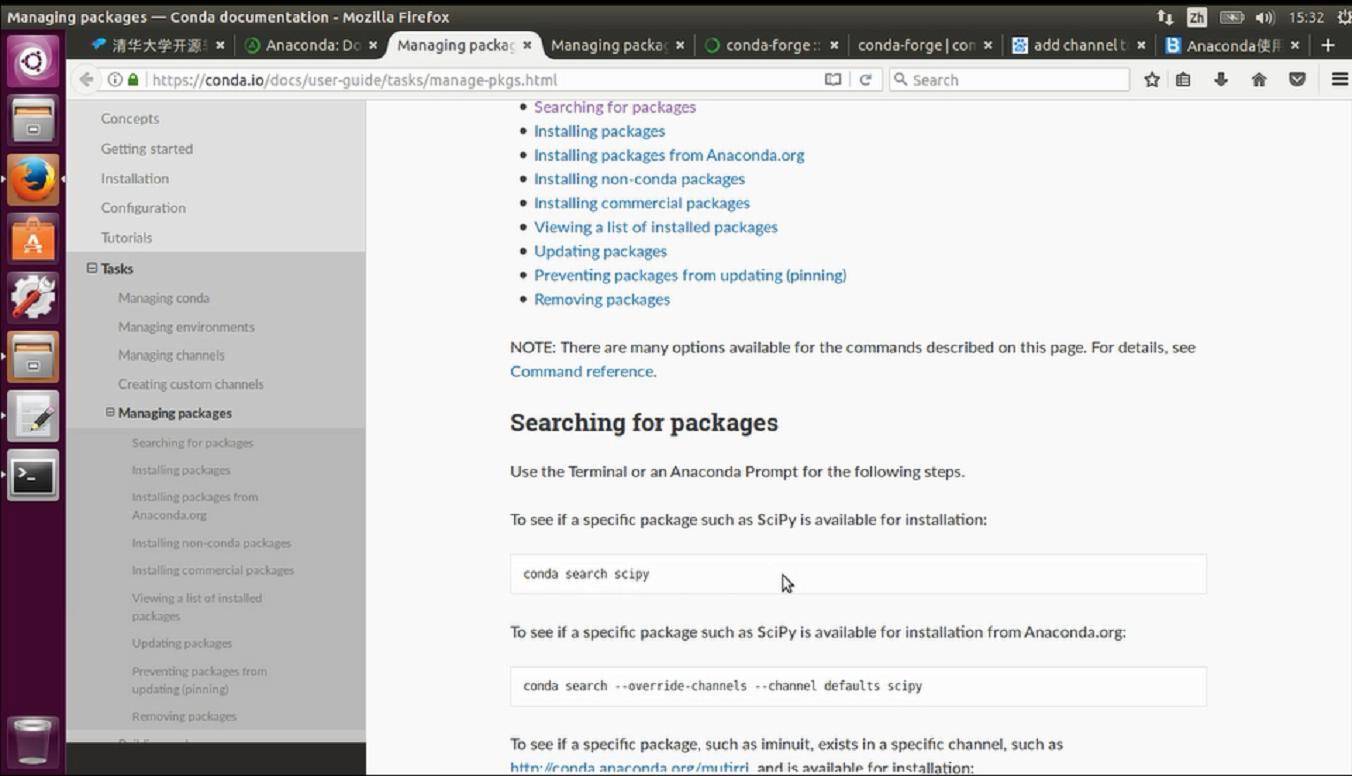 Managing packages — Conda documentation - Mozilla Firefox
Zh
15:32
清华大学开源
Anaconda: Do
Managing packag
Managing packag
conda-forge ::
conda-forge | con
add channel t
Anaconda使用
https://conda.io/docs/user-guide/tasks/manage-pkgs.html
Search
Concepts
Getting started
Installation
Configuration
Tutorials
Tasks
Managing conda
Managing environments
Managing channels
Creating custom channels
Managing packages
Searching for packages
Installing packages
Installing packages from
Anaconda.org
Installing non-conda packages
Installing commercial packages
Viewing a list of installed
packages
Updating packages
Preventing packages from
updating (pinning)
Removing packages
Searching for packages
Installing packages
Installing packages from Anaconda.org
Installing non-conda packages
Installing commercial packages
Viewing a list of installed packages
Updating packages
Preventing packages from updating (pinning)
Removing packages
NOTE: There are many options available for the commands described on this page. For details, see
Command reference.
Searching for packages
Use the Terminal or an Anaconda Prompt for the following steps.
To see if a specific package such as SciPy is available for installation:
conda search scipy
To see if a specific package such as SciPy is available for installation from Anaconda.org:
conda search --override-channels --channel defaults scipy
To see if a specific package, such as iminuit, exists in a specific channel, such as
http://conda.anaconda.org/mutirri, and is available for installation: